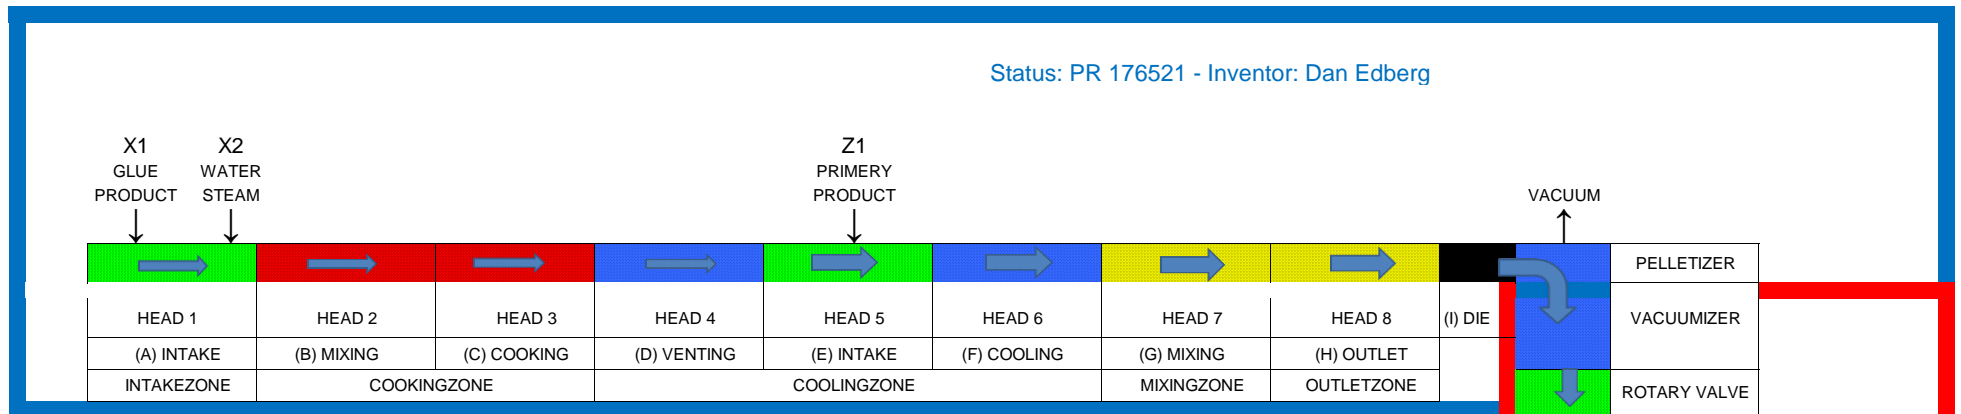 Status: PR 176521 - Inventor: Dan Edberg
X1 X2 Z1
GLUE WATER PRIMERY
PRODUCT STEAM PRODUCT VACUUM
PELLETIZER
HEAD 1 HEAD 2 HEAD 3 HEAD 4 HEAD 5 HEAD 6 HEAD 7 HEAD 8 (I) DIE VACUUMIZER
(A) INTAKE (B) MIXING (C) COOKING (D) VENTING (E) INTAKE (F) COOLING (G) MIXING (H) OUTLET
INTAKEZONE COOKINGZONE COOLINGZONE MIXINGZONE OUTLETZONE ROTARY VALVE